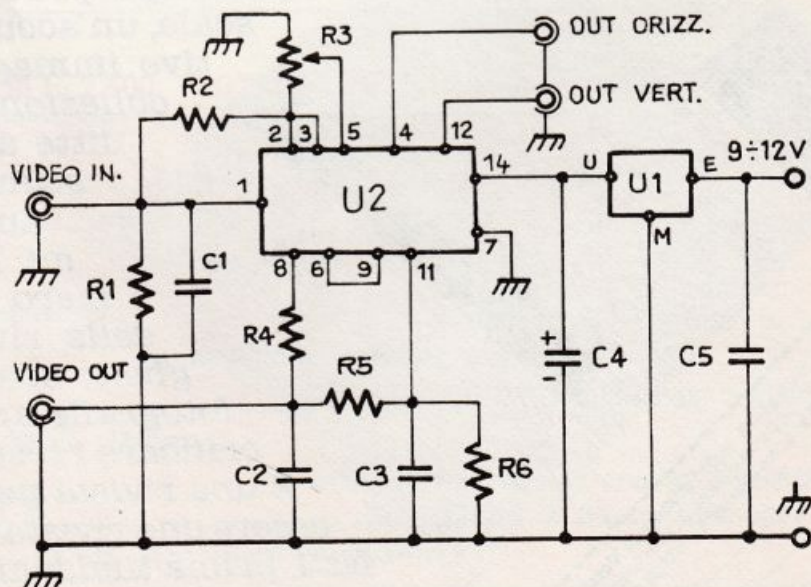 R3
OUT ORIZZ.
R2
OUT VERT.
2 3 5 4 12
VIDEO IN.
1
U2
14
U
U1
E
9÷12V
M
7
8 6 9 11
R1
C1
R4
VIDEO OUT
R5
+
-
C4
C5
C2
C3
R6